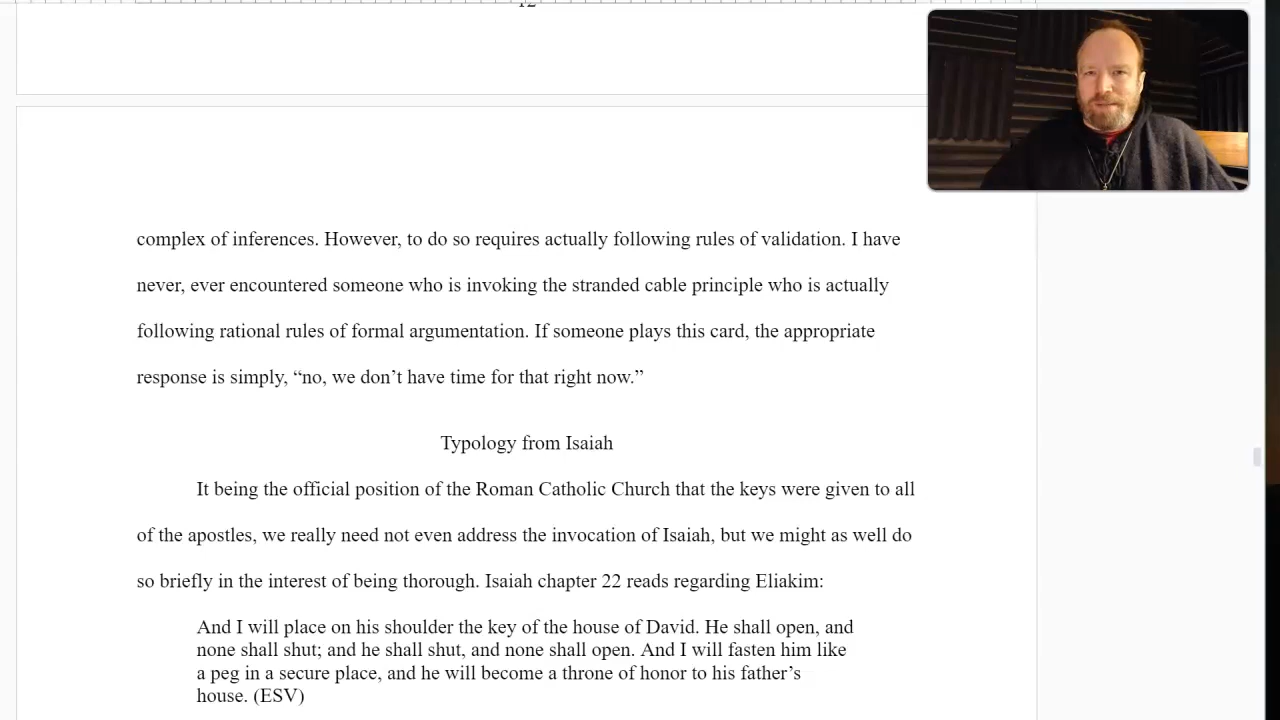 12
complex of inferences. However, to do so requires actually following rules of validation. I have
never, ever encountered someone who is invoking the stranded cable principle who is actually
following rational rules of formal argumentation. If someone plays this card, the appropriate
response is simply, “no, we don’t have time for that right now.”
Typology from Isaiah
It being the official position of the Roman Catholic Church that the keys were given to all
of the apostles, we really need not even address the invocation of Isaiah, but we might as well do
so briefly in the interest of being thorough. Isaiah chapter 22 reads regarding Eliakim:
And I will place on his shoulder the key of the house of David. He shall open, and
none shall shut; and he shall shut, and none shall open. And I will fasten him like
a peg in a secure place, and he will become a throne of honor to his father’s
house. (ESV)